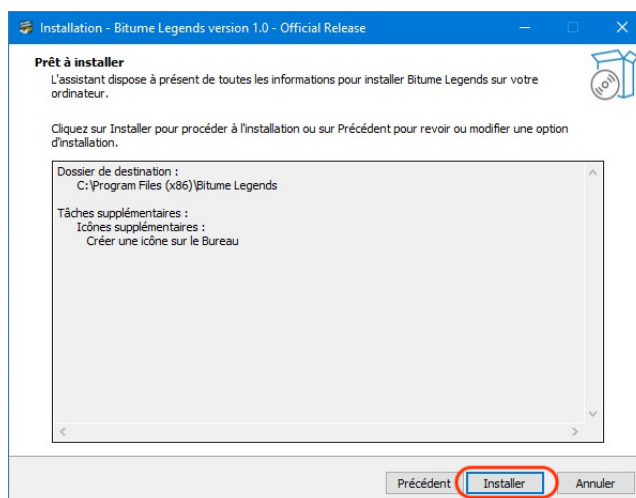 Installation - Bitume Legends version 1.0 - Official Release
Prêt à installer
L'assistant dispose à présent de toutes les informations pour installer Bitume Legends sur votre
ordinateur.
Cliquez sur Installer pour procéder à l'installation ou sur Précédent pour revoir ou modifier une option
d'installation.
Dossier de destination :
C:\Program Files (x86)\Bitume Legends
Tâches supplémentaires :
Icônes supplémentaires :
Créer une icône sur le Bureau
Précédent Installer Annuler